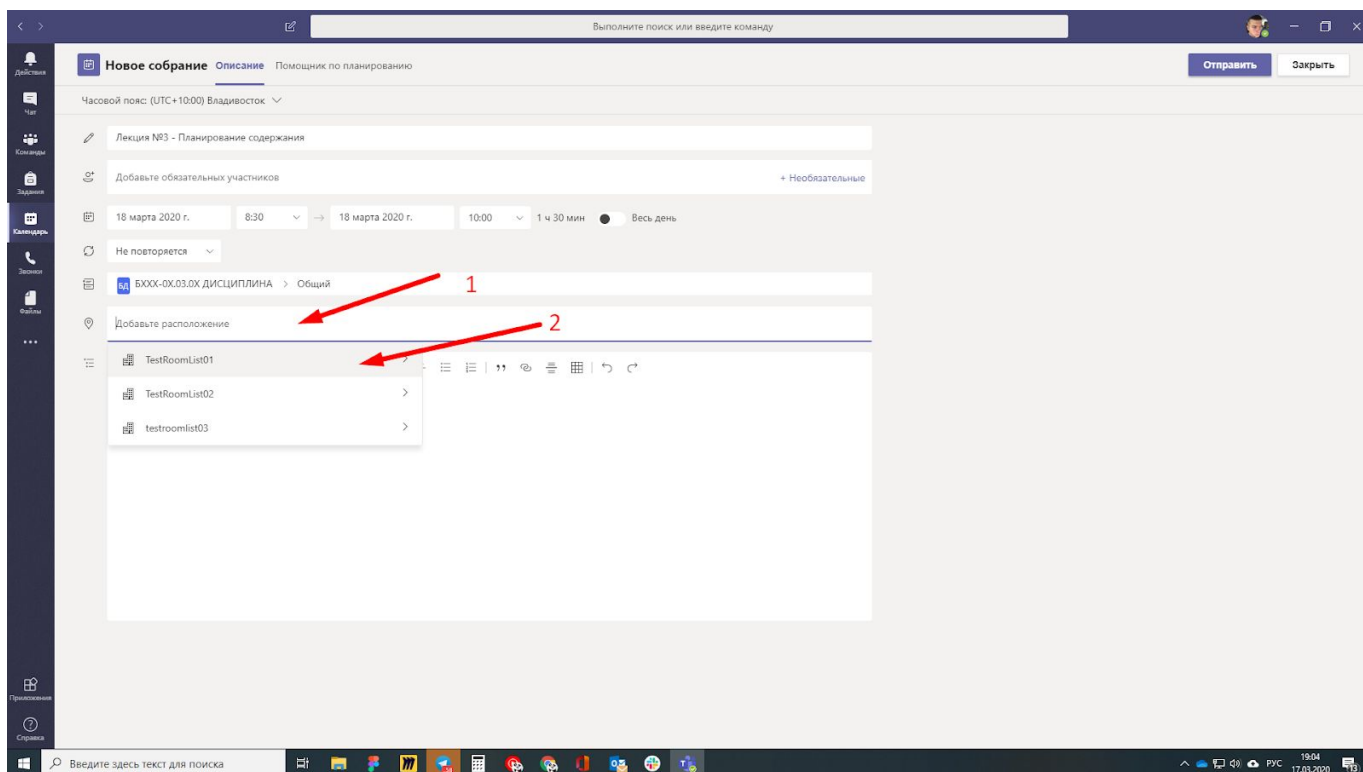 Выполните поиск или введите команду
Действия
Чат
Команды
Задания
Календарь
Звонки
Файлы
Приложения
Справка
Новое собрание Описание Помощник по планированию
Отправить Закрыть
Часовой пояс: (UTC+10:00) Владивосток
Лекция №3 - Планирование содержания
Добавьте обязательных участников
+ Необязательные
18 марта 2020 г. 8:30 → 18 марта 2020 г. 10:00 1 ч 30 мин Весь день
Не повторяется
БД БХХХ-0Х.03.0Х ДИСЦИПЛИНА > Общий
1
Добавьте расположение
2
TestRoomList01
TestRoomList02
testroomlist03
Введите здесь текст для поиска
РУС
19:04
17.03.2020